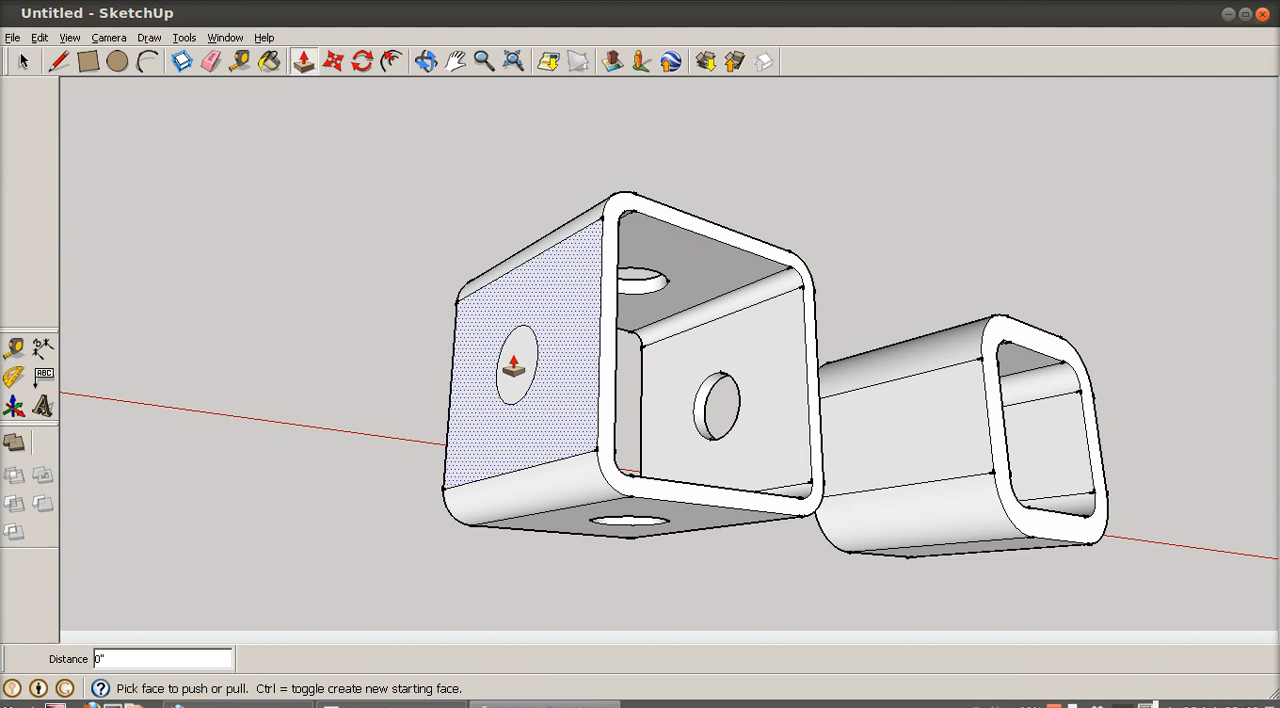 Untitled - SketchUp
File Edit View Camera Draw Tools Window Help
ABC
A
Distance 0"
Pick face to push or pull. Ctrl = toggle create new starting face.